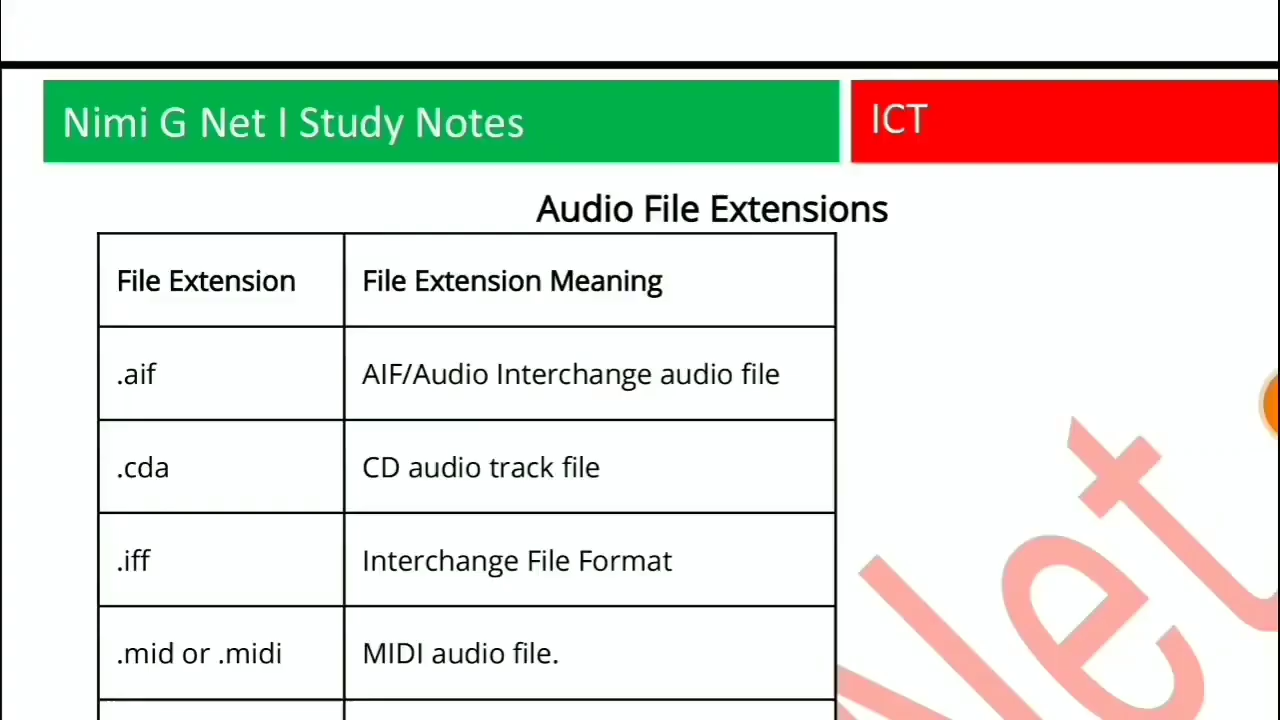 Nimi G Net I Study Notes
ICT
Audio File Extensions
File Extension File Extension Meaning
.aif AIF/Audio Interchange audio file
.cda CD audio track file
.iff Interchange File Format
.mid or .midi MIDI audio file.
Net